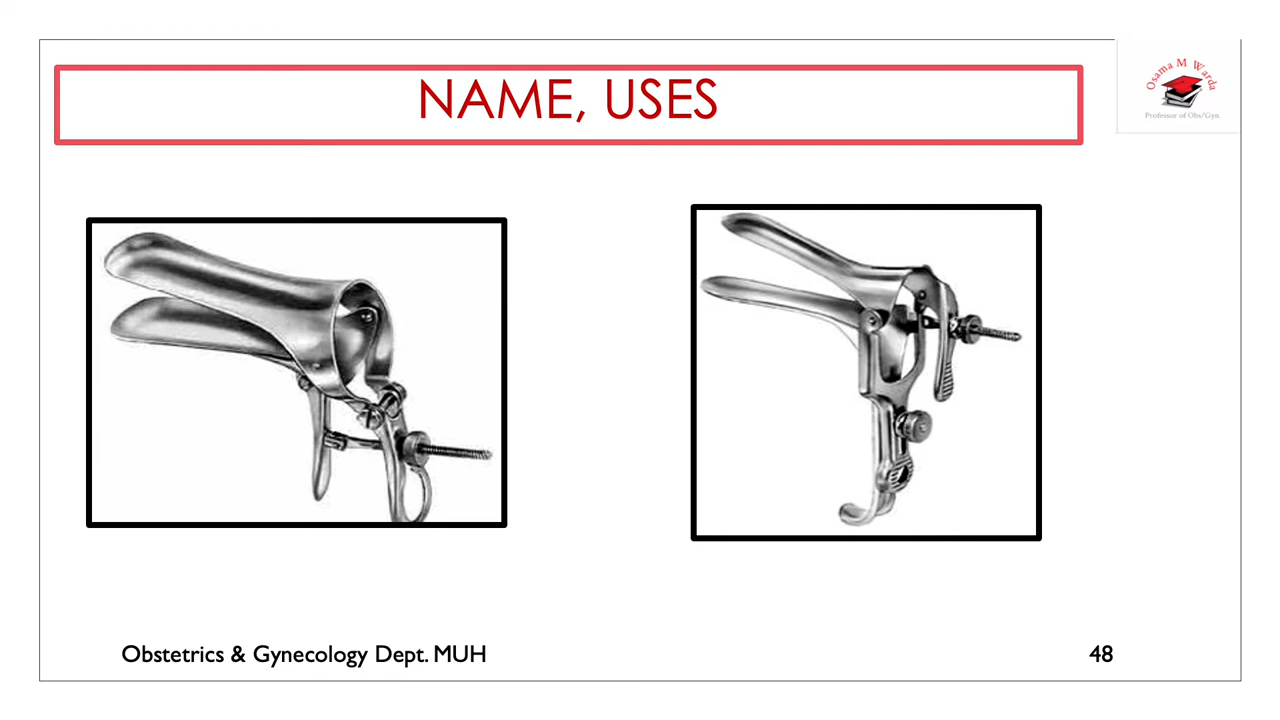 NAME, USES
Osama M Warda
Professor of Obs/Gyn
Obstetrics & Gynecology Dept. MUH
48